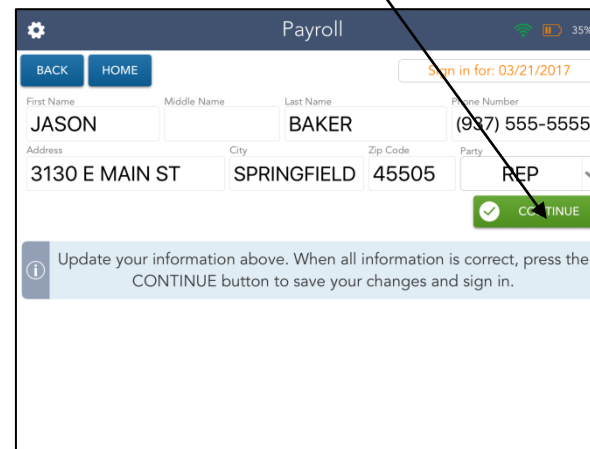 Payroll
35%
BACK HOME Sign in for: 03/21/2017
First Name Middle Name Last Name Phone Number
JASON BAKER (937) 555-5555
Address City Zip Code Party
3130 E MAIN ST SPRINGFIELD 45505 REP
CONTINUE
Update your information above. When all information is correct, press the
CONTINUE button to save your changes and sign in.